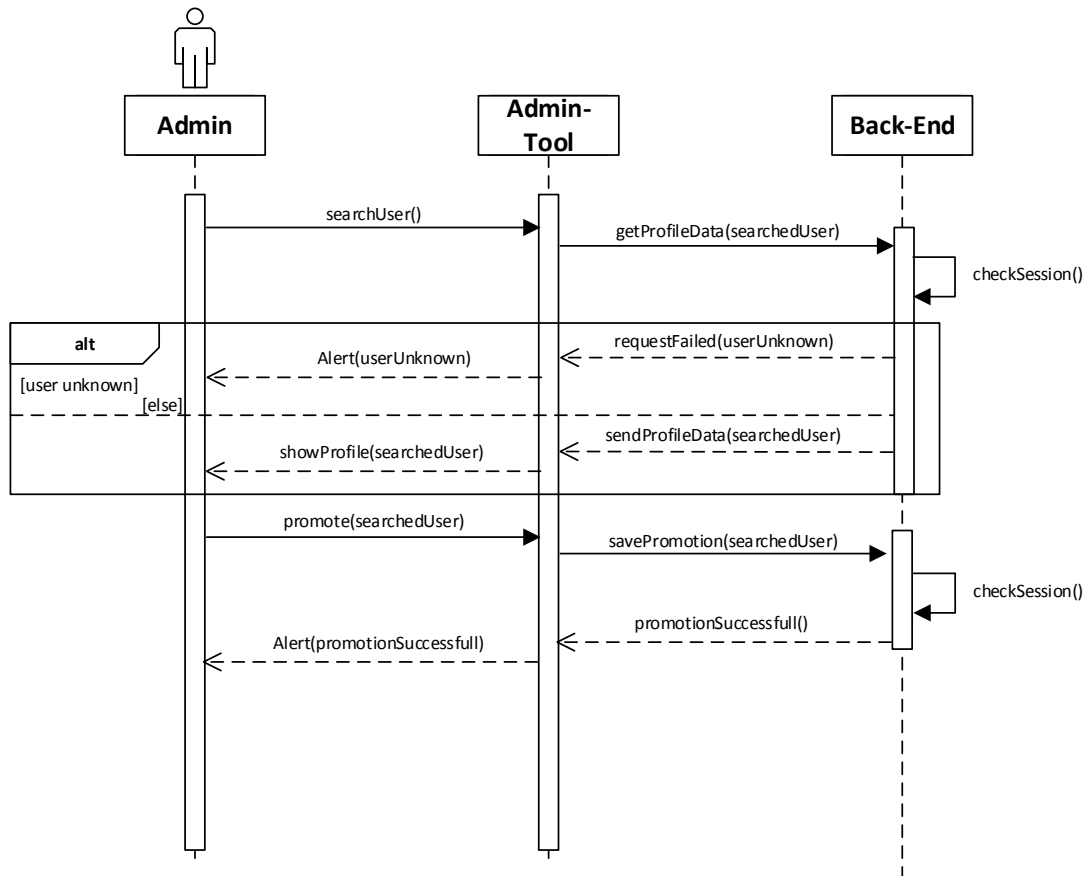 Admin
Admin-
Tool
Back-End
searchUser()
getProfileData(searchedUser)
checkSession()
alt
requestFailed(userUnknown)
Alert(userUnknown)
[user unknown]
[else]
sendProfileData(searchedUser)
showProfile(searchedUser)
promote(searchedUser)
savePromotion(searchedUser)
checkSession()
promotionSuccessfull()
Alert(promotionSuccessfull)